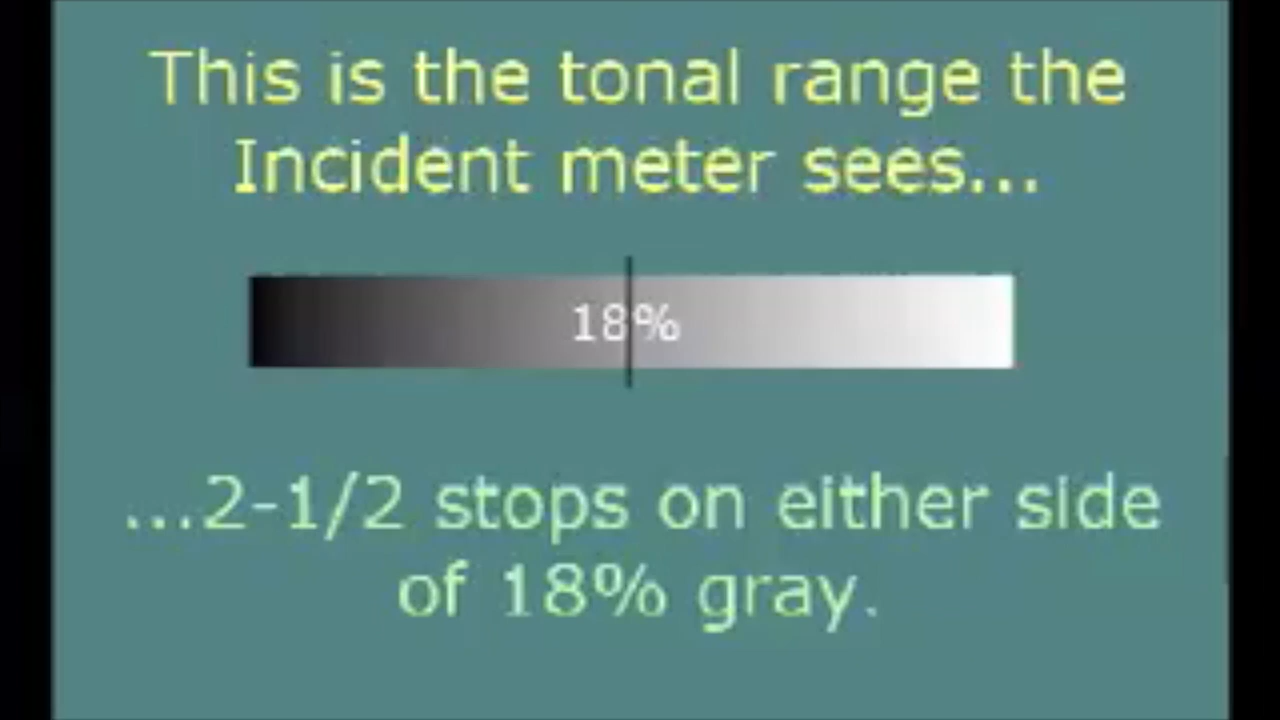 This is the tonal range the
Incident meter sees...
18%
...2-1/2 stops on either side
of 18% gray.